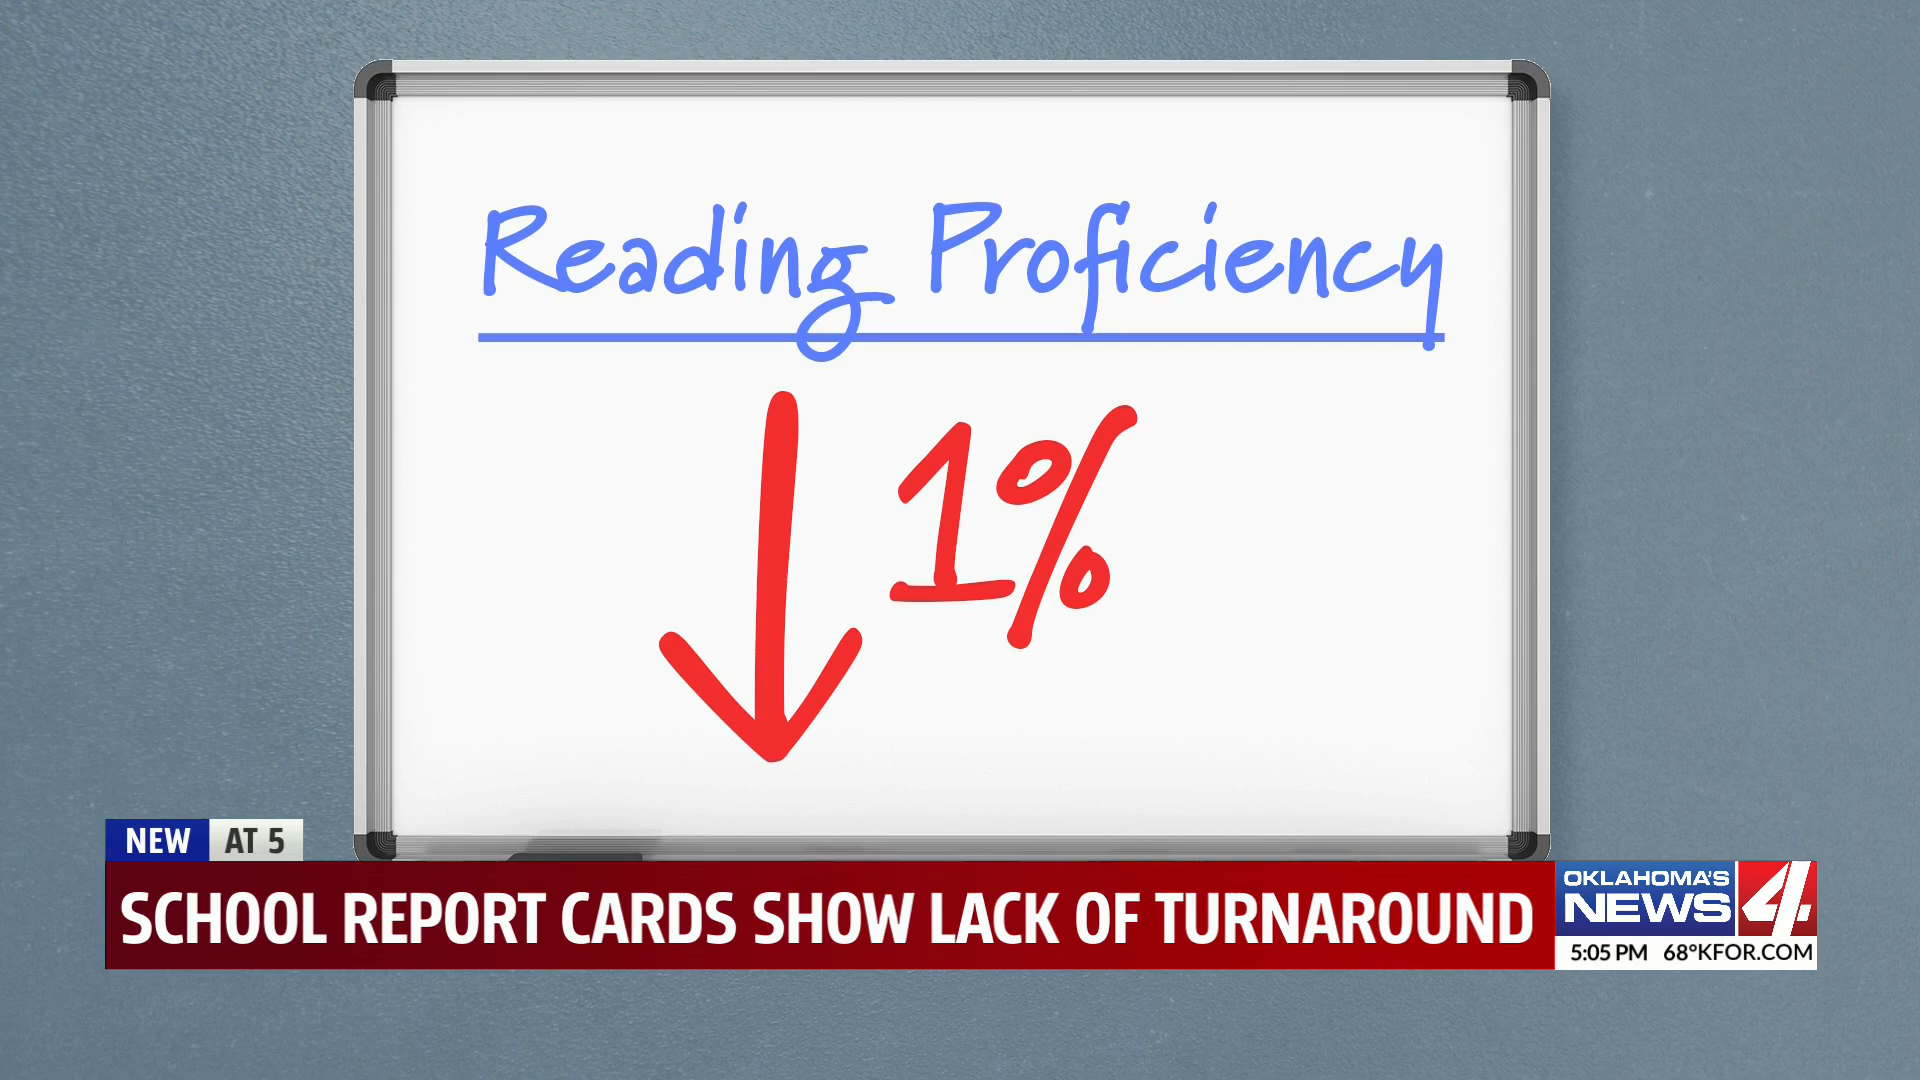 Reading Proficiency
1%
NEW AT 5
SCHOOL REPORT CARDS SHOW LACK OF TURNAROUND
OKLAHOMA'S
NEWS 4
5:05 PM 68°KFOR.COM